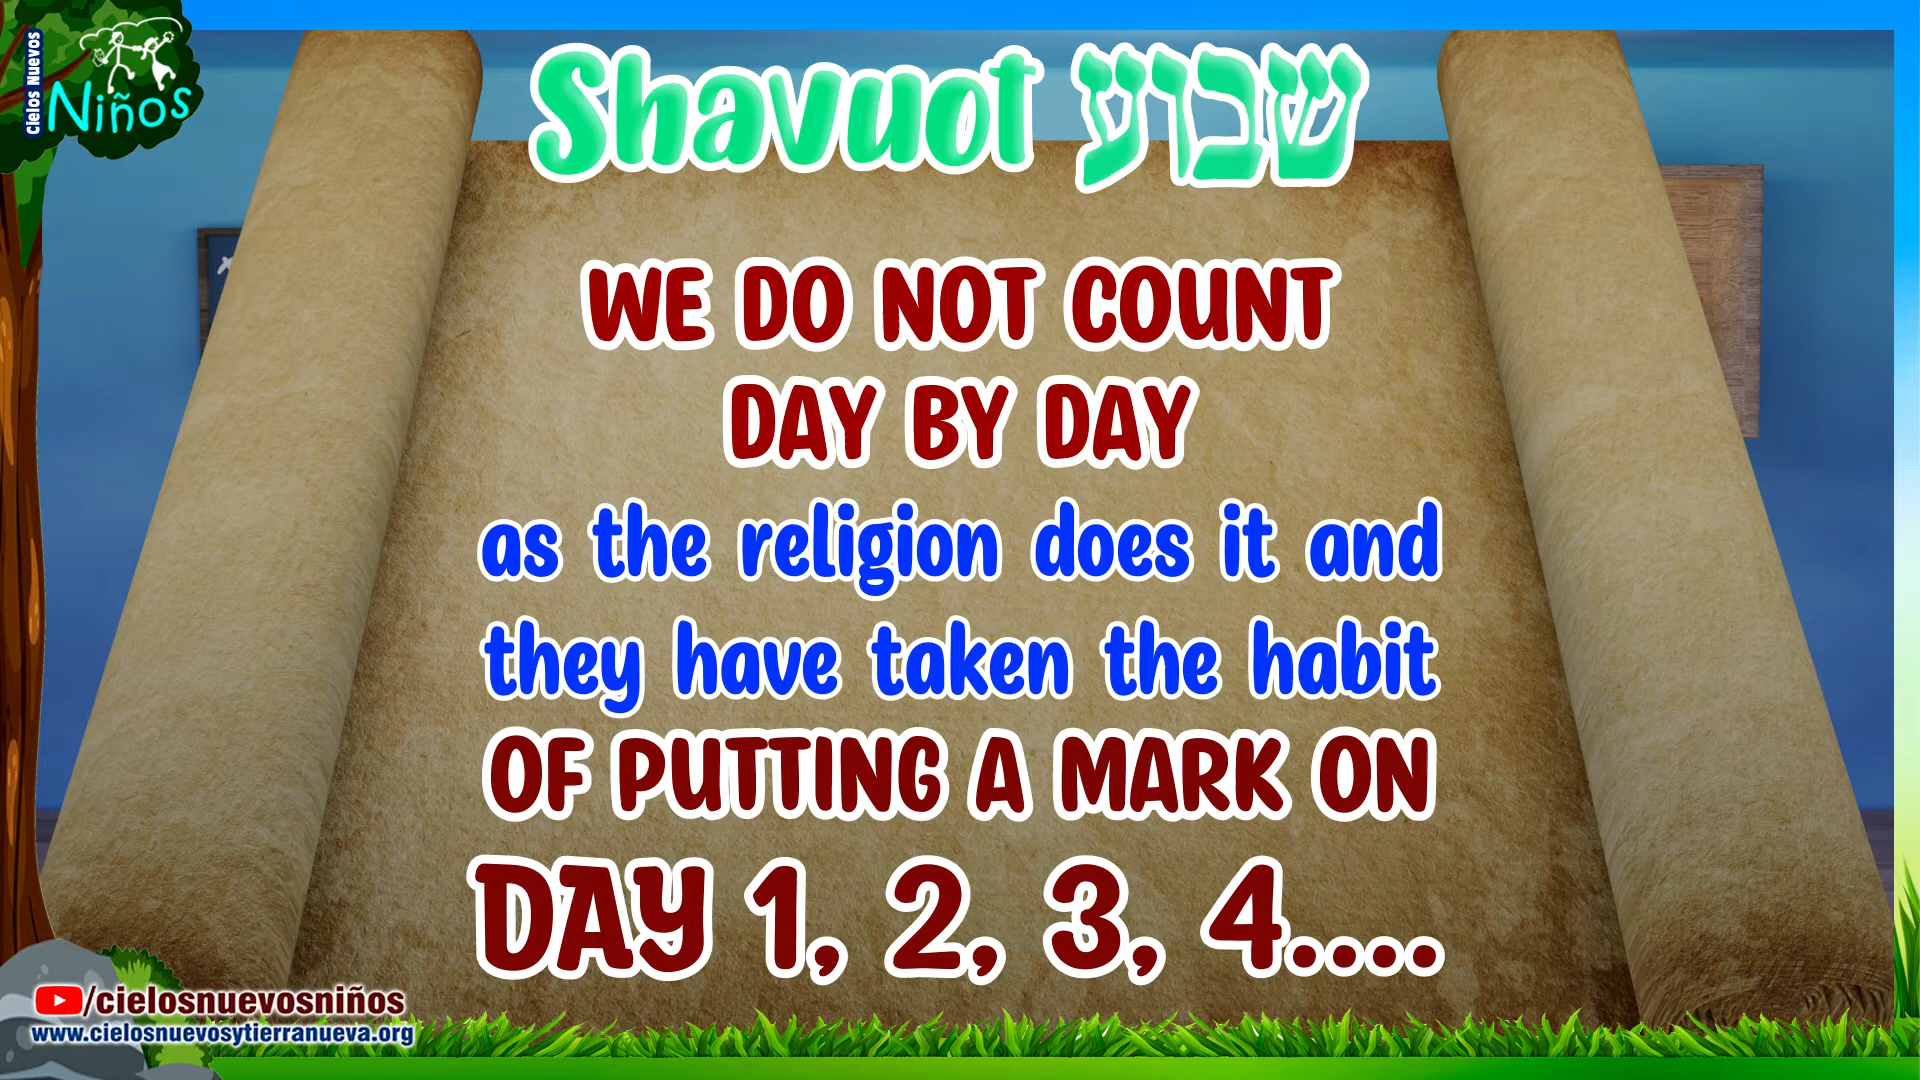 Cielos Nuevos
Niños
Shavuot שבוע
WE DO NOT COUNT
DAY BY DAY
as the religion does it and
they have taken the habit
OF PUTTING A MARK ON
DAY 1, 2, 3, 4....
/cielosnuevosniños
www.cielosnuevosytierranueva.org